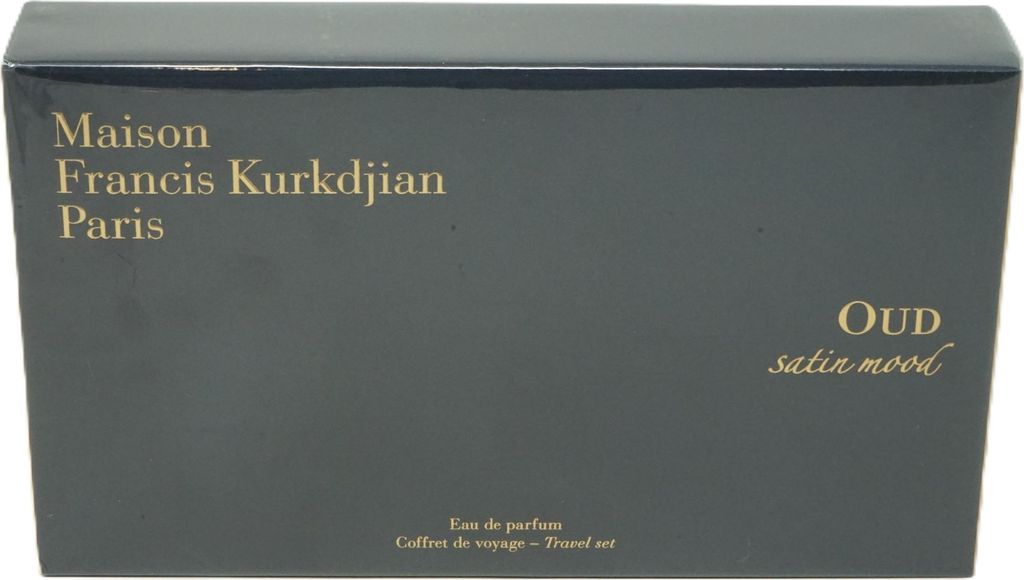 Maison
Francis Kurkdjian
Paris
OUD
satin mood
Eau de parfum
Coffret de voyage – Travel set